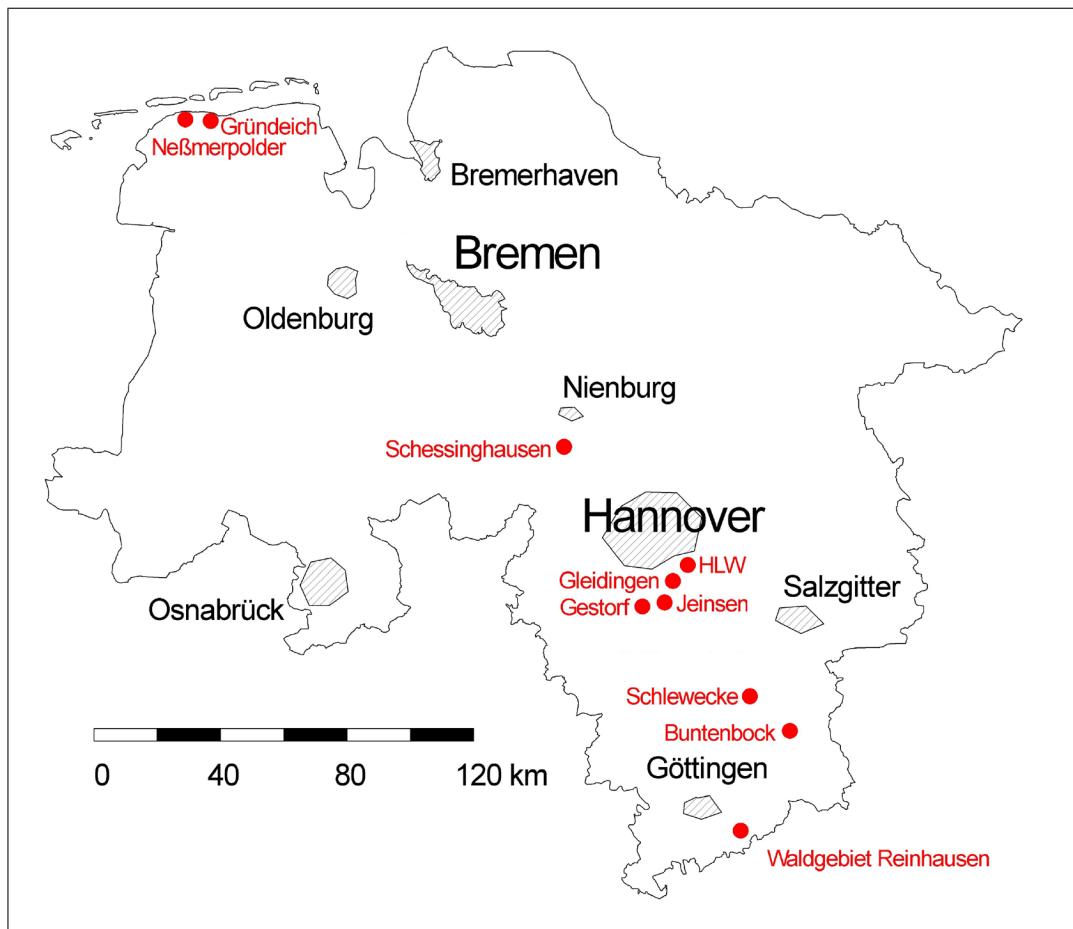 Gründeich
Neßmerpolder
Bremerhaven
Bremen
Oldenburg
Nienburg
Schessinghausen
Hannover
HLW
Gleidingen
Salzgitter
Gestorf
Jeinsen
Osnabrück
Schlewecke
Buntenbock
Göttingen
0 40 80 120 km
Waldgebiet Reinhausen